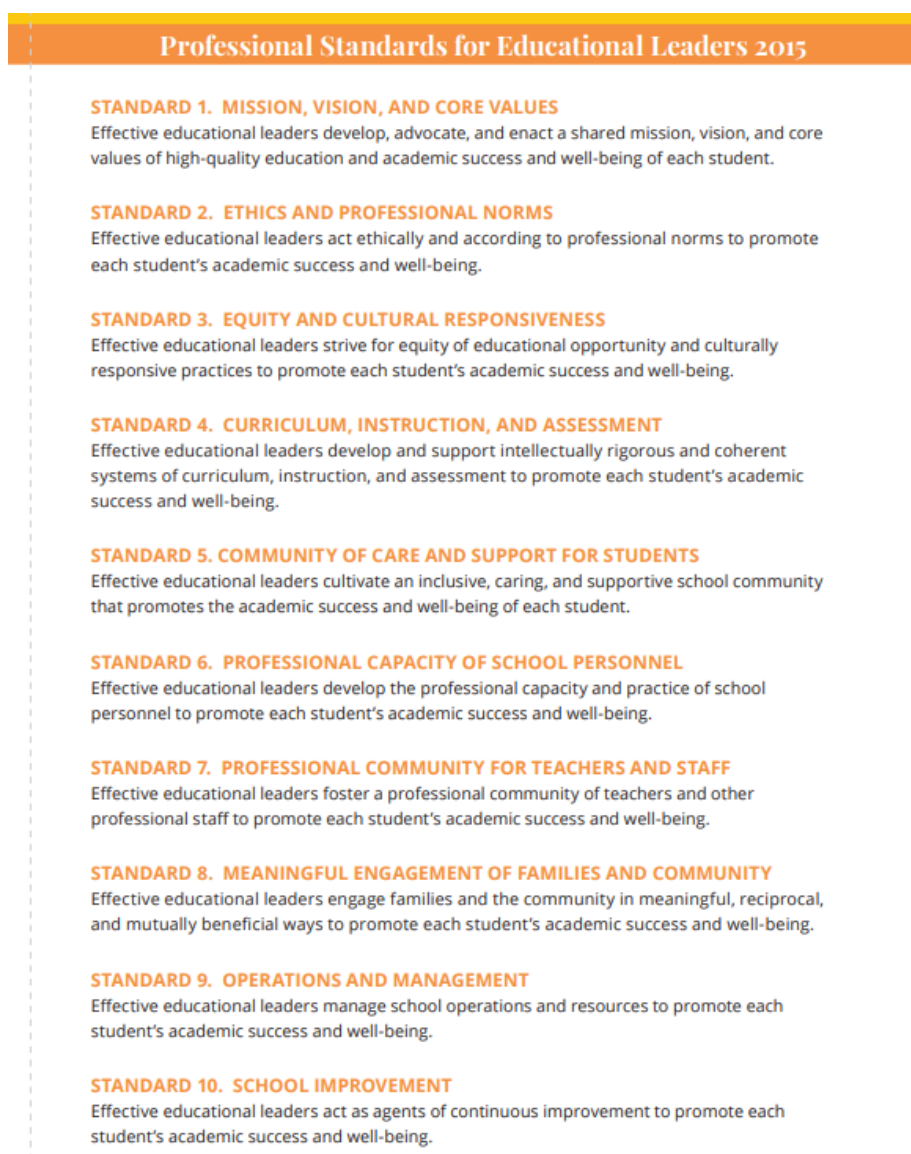 Professional Standards for Educational Leaders 2015
STANDARD 1. MISSION, VISION, AND CORE VALUES
Effective educational leaders develop, advocate, and enact a shared mission, vision, and core
values of high-quality education and academic success and well-being of each student.
STANDARD 2. ETHICS AND PROFESSIONAL NORMS
Effective educational leaders act ethically and according to professional norms to promote
each student's academic success and well-being.
STANDARD 3. EQUITY AND CULTURAL RESPONSIVENESS
Effective educational leaders strive for equity of educational opportunity and culturally
responsive practices to promote each student's academic success and well-being.
STANDARD 4. CURRICULUM, INSTRUCTION, AND ASSESSMENT
Effective educational leaders develop and support intellectually rigorous and coherent
systems of curriculum, instruction, and assessment to promote each student's academic
success and well-being.
STANDARD 5. COMMUNITY OF CARE AND SUPPORT FOR STUDENTS
Effective educational leaders cultivate an inclusive, caring, and supportive school community
that promotes the academic success and well-being of each student.
STANDARD 6. PROFESSIONAL CAPACITY OF SCHOOL PERSONNEL
Effective educational leaders develop the professional capacity and practice of school
personnel to promote each student's academic success and well-being.
STANDARD 7. PROFESSIONAL COMMUNITY FOR TEACHERS AND STAFF
Effective educational leaders foster a professional community of teachers and other
professional staff to promote each student's academic success and well-being.
STANDARD 8. MEANINGFUL ENGAGEMENT OF FAMILIES AND COMMUNITY
Effective educational leaders engage families and the community in meaningful, reciprocal,
and mutually beneficial ways to promote each student's academic success and well-being.
STANDARD 9. OPERATIONS AND MANAGEMENT
Effective educational leaders manage school operations and resources to promote each
student's academic success and well-being.
STANDARD 10. SCHOOL IMPROVEMENT
Effective educational leaders act as agents of continuous improvement to promote each
student's academic success and well-being.